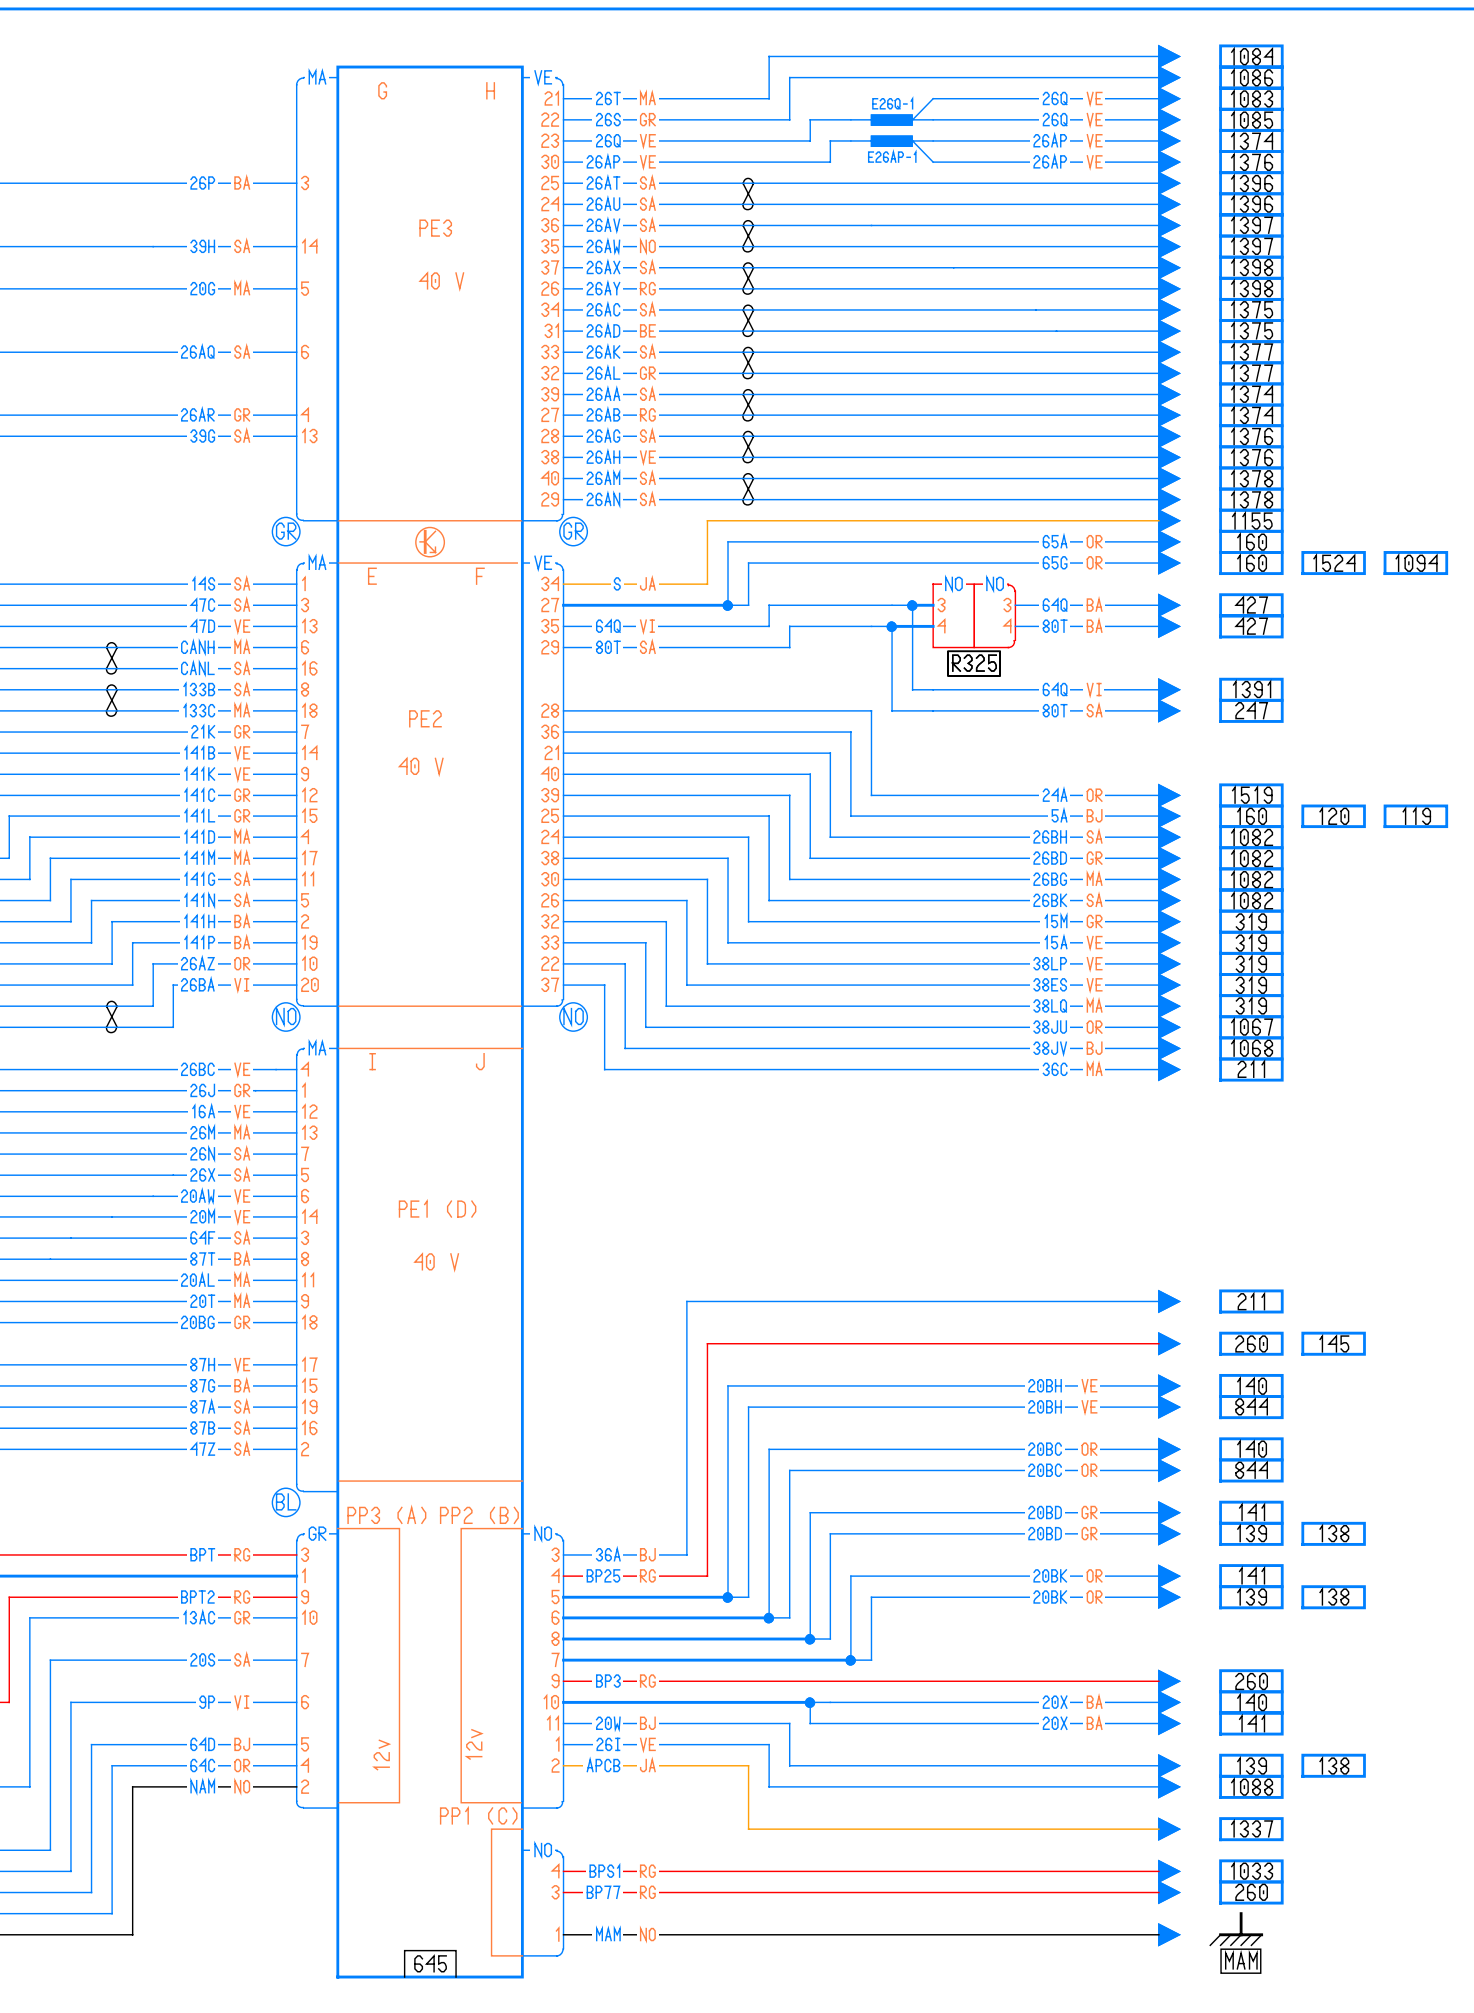 1084
MA G H VE 1086
21 26T MA E26Q-1 26Q VE 1083
22 26S GR 26Q VE 1085
23 26Q VE 26AP VE 1374
30 26AP VE E26AP-1 26AP VE 1376
26P BA 3 25 26AT SA 1396
24 26AU SA 1396
PE3 36 26AV SA 1397
39H SA 14 35 26AW NO 1397
40 V 37 26AX SA 1398
20G MA 5 26 26AY RG 1398
34 26AC SA 1375
31 26AD BE 1375
26AQ SA 6 33 26AK SA 1377
32 26AL GR 1377
39 26AA SA 1374
26AR GR 4 27 26AB RG 1374
39G SA 13 28 26AG SA 1376
38 26AH VE 1376
40 26AM SA 1378
29 26AN SA 1378
GR GR 1155
K 65A OR 160
MA E F VE 65G OR 160 1524 1094
14S SA 1 34 S JA NO NO
47C SA 3 27 3 3 64Q BA 427
47D VE 13 35 64Q VI 4 4 80T BA 427
CANH MA 6 29 80T SA
CANL SA 16 R325
133B SA 8 64Q VI 1391
133C MA 18 PE2 28 80T SA 247
21K GR 7 36
141B VE 14 40 V 21
141K VE 9 40
141C GR 12 39 24A OR 1519
141L GR 15 25 5A BJ 160 120 119
141D MA 4 24 26BH SA 1082
141M MA 17 38 26BD GR 1082
141G SA 11 30 26BG MA 1082
141N SA 5 26 26BK SA 1082
141H BA 2 32 15M GR 319
141P BA 19 33 15A VE 319
26AZ OR 10 22 38LP VE 319
26BA VI 20 37 38ES VE 319
NO NO 38LQ MA 319
38JU OR 1067
MA I J 38JV BJ 1068
26BC VE 4 36C MA 211
26J GR 1
16A VE 12
26M MA 13
26N SA 7
26X SA 5
20AW VE 6 PE1 (D)
20M VE 14
64F SA 3
87T BA 8 40 V
20AL MA 11
20T MA 9 211
20BG GR 18
260 145
87H VE 17
87G BA 15 20BH VE 140
87A SA 19 20BH VE 844
87B SA 16
47Z SA 2 20BC OR 140
20BC OR 844
BL
PP3 (A) PP2 (B) 20BD GR 141
GR NO 20BD GR 139 138
BPT RG 3 3 36A BJ
1 4 BP25 RG 20BK OR 141
BPT2 RG 9 5 20BK OR 139 138
13AC GR 10 6
8
20S SA 7 7
9 BP3 RG 260
9P VI 6 10 20X BA 140
11 20W BJ 20X BA 141
64D BJ 5 12v 12v 1 26I VE
64C OR 4 2 APCB JA 139 138
NAM NO 2 1088
PP1 (C) 1337
NO
4 BPS1 RG 1033
3 BP77 RG 260
1 MAM NO
645 MAM